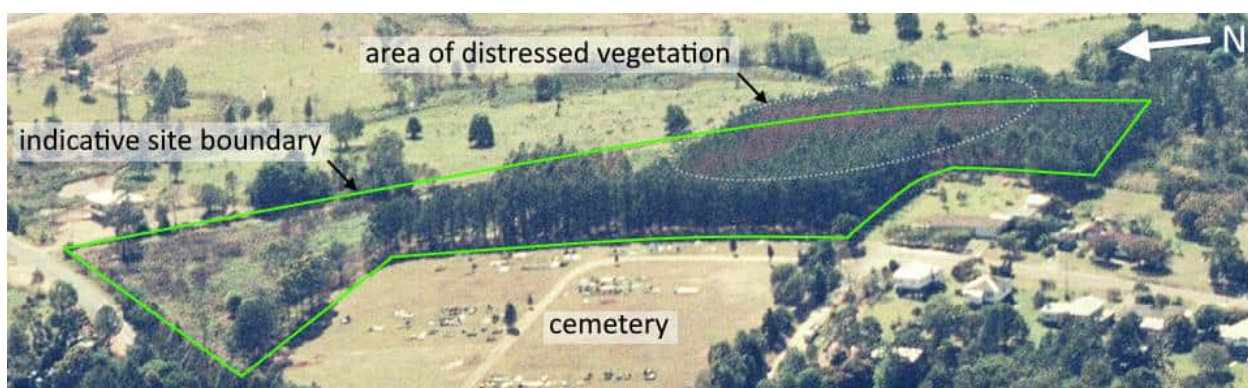 area of distressed vegetation
N
indicative site boundary
cemetery